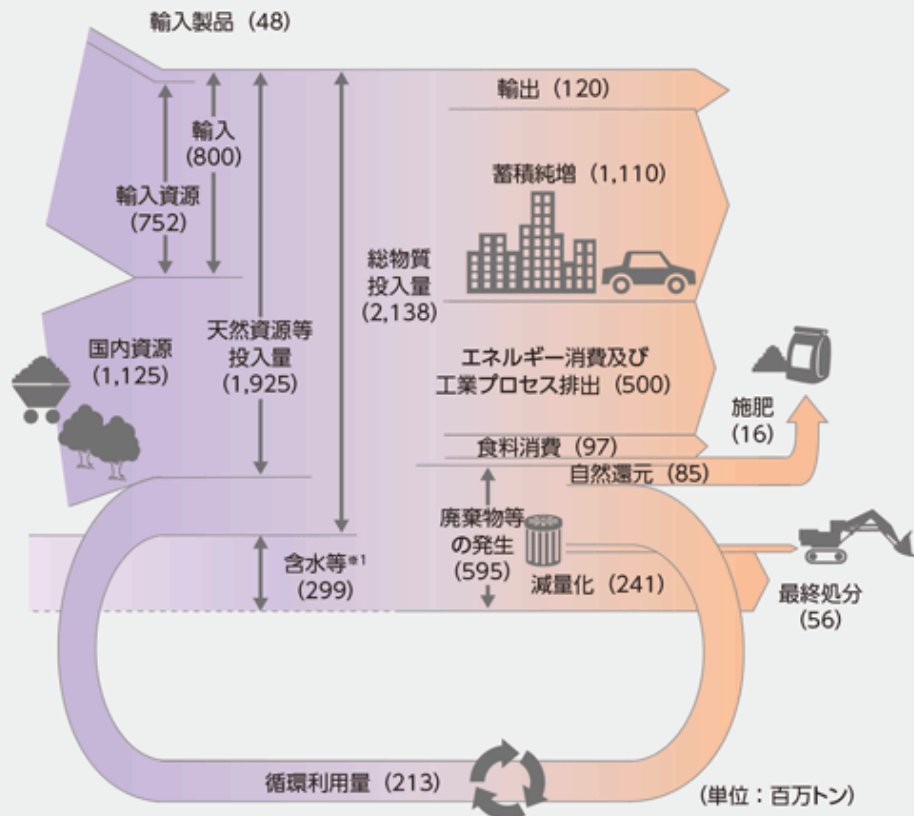 輸入製品（48）
輸出（120）
輸入
（800）
蓄積純増（1,110）
輸入資源
（752）
総物質
投入量
（2,138）
国内資源
（1,125）
天然資源等
投入量
（1,925）
エネルギー消費及び
工業プロセス排出（500）
施肥
（16）
食料消費（97）
自然還元（85）
廃棄物等
の発生
（595）
含水等※1
（299）
減量化（241）
最終処分
（56）
循環利用量（213）
（単位：百万トン）